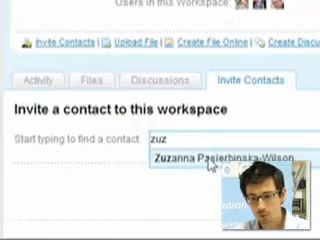 Users in this Workspace:
Invite Contacts | Upload File | Create File Online | Create Discu
Activity Files Discussions Invite Contacts
Invite a contact to this workspace
Start typing to find a contact zuz
Zuzanna Pasierbinska-Wilson